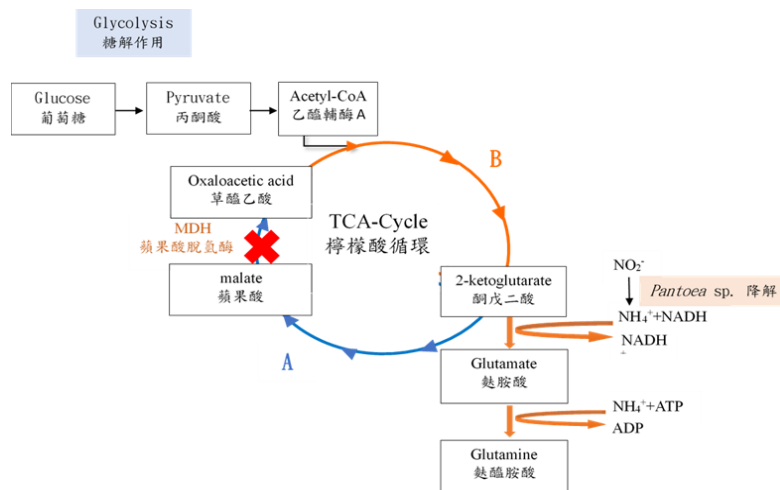 Glycolysis
糖解作用
Glucose
葡萄糖
Pyruvate
丙酮酸
Acetyl-CoA
乙醯輔酶A
B
Oxaloacetic acid
草醯乙酸
MDH
蘋果酸脫氫酶
TCA-Cycle
檸檬酸循環
malate
蘋果酸
2-ketoglutarate
酮戊二酸
NO₂⁻
Pantoea sp. 降解
NH₄⁺+NADH
NADH
+
A
Glutamate
麩胺酸
NH₄⁺+ATP
ADP
Glutamine
麩醯胺酸